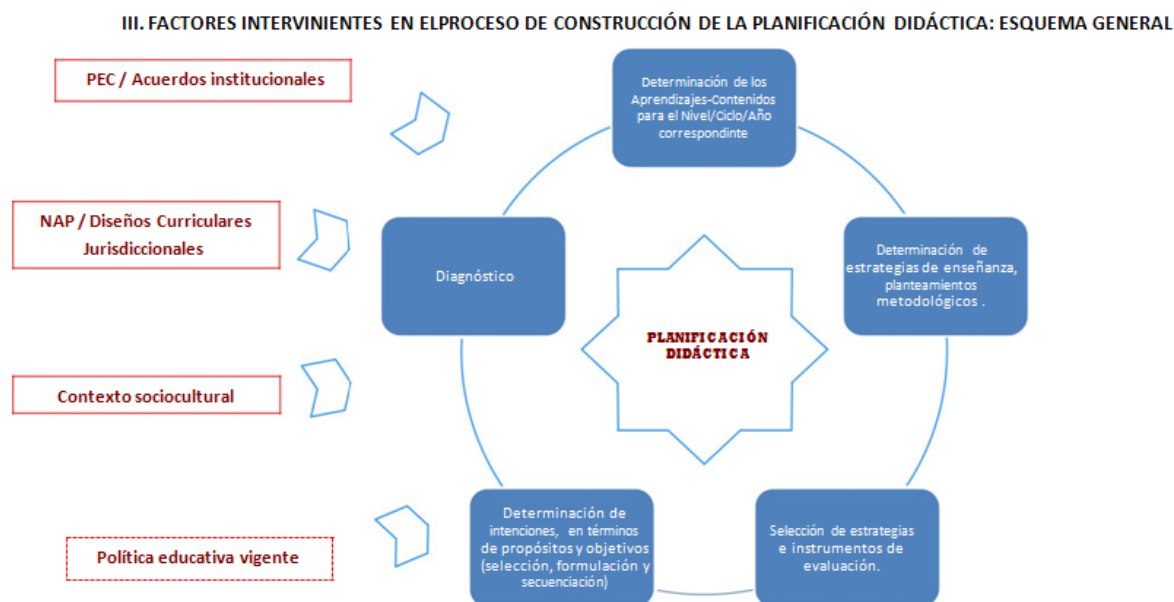 III. FACTORES INTERVINIENTES EN ELPROCESO DE CONSTRUCCIÓN DE LA PLANIFICACIÓN DIDÁCTICA: ESQUEMA GENERAL
PEC / Acuerdos institucionales
NAP / Diseños Curriculares
Jurisdiccionales
Contexto sociocultural
Política educativa vigente
Determinación de los
Aprendizajes-Contenidos
para el Nivel/Ciclo/Año
correspondinte
Determinación de
estrategias de enseñanza,
planteamientos
metodológicos .
Selección de estrategias
e instrumentos de
evaluación.
Determinación de
intenciones, en términos
de propósitos y objetivos
(selección, formulación y
secuenciación)
Diagnóstico
PLANIFICACIÓN
DIDÁCTICA